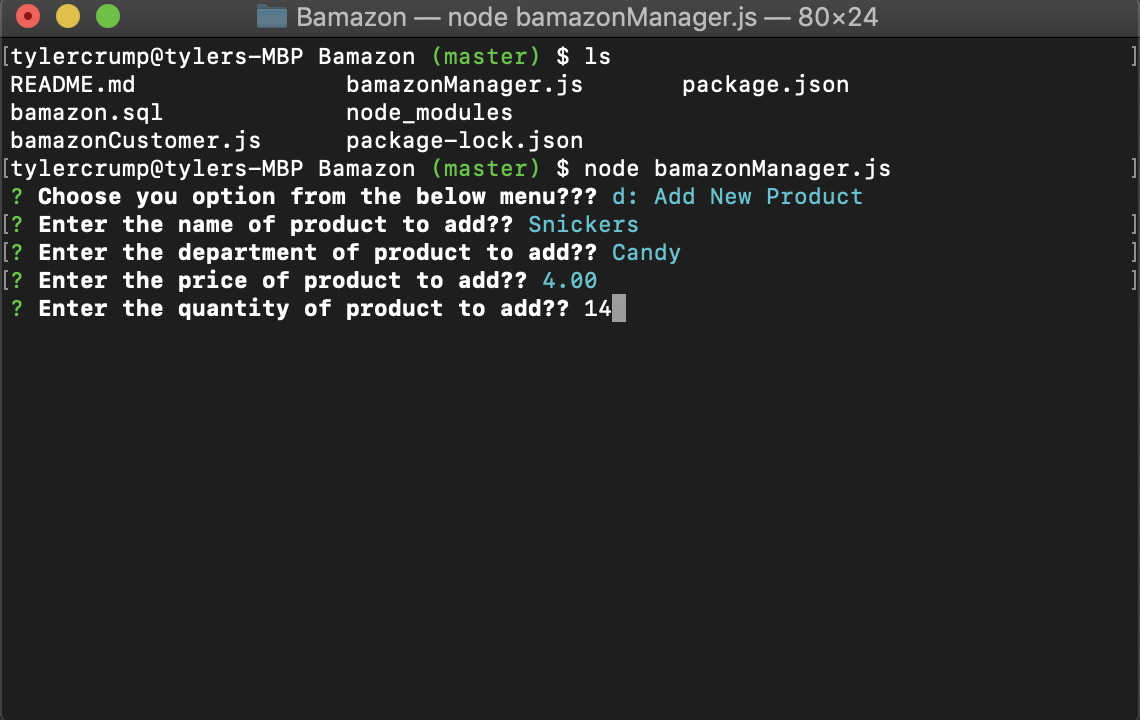 Bamazon — node bamazonManager.js — 80×24
[tylercrump@tylers-MBP Bamazon (master) $ ls ]
README.md bamazonManager.js package.json
bamazon.sql node_modules
bamazonCustomer.js package-lock.json
[tylercrump@tylers-MBP Bamazon (master) $ node bamazonManager.js ]
? Choose you option from the below menu??? d: Add New Product
[? Enter the name of product to add?? Snickers ]
[? Enter the department of product to add?? Candy ]
[? Enter the price of product to add?? 4.00 ]
? Enter the quantity of product to add?? 14